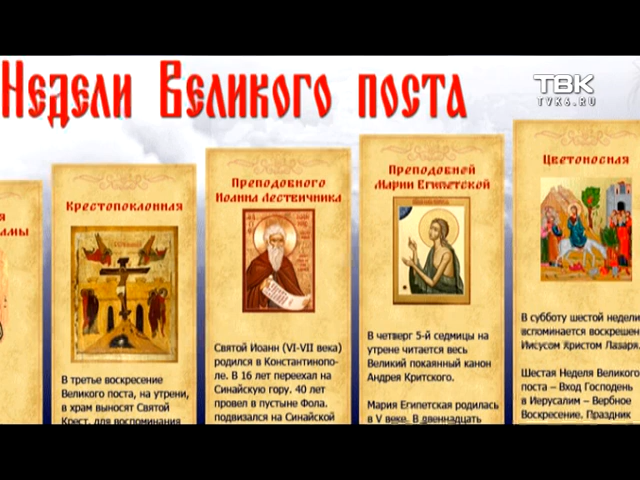 Недели Великого поста
ТВК
TVK6.RU
Крестопоклонная
В третье воскресение
Великого поста, на утрени,
в храм выносят Святой
Крест, для воспоминания
Преподобного
Иоанна Лествичника
Святой Иоанн (VI-VII века)
родился в Константинопо-
ле. В 16 лет переехал на
Синайскую гору. 40 лет
провел в пустыне Фола.
подвизался на Синайской
Преподбней
Марии Египетской
В четверг 5-й седмицы на
утрене читается весь
Великий покаянный канон
Андрея Критского.
Мария Египетская родилась
в V веке. В двеннадцать
Цветоносная
В субботу шестой недели
вспоминается воскрешен
Иисусом Христом Лазаря.
Шестая Неделя Великого
поста – Вход Господень
в Иерусалим – Вербное
Воскресение. Праздник